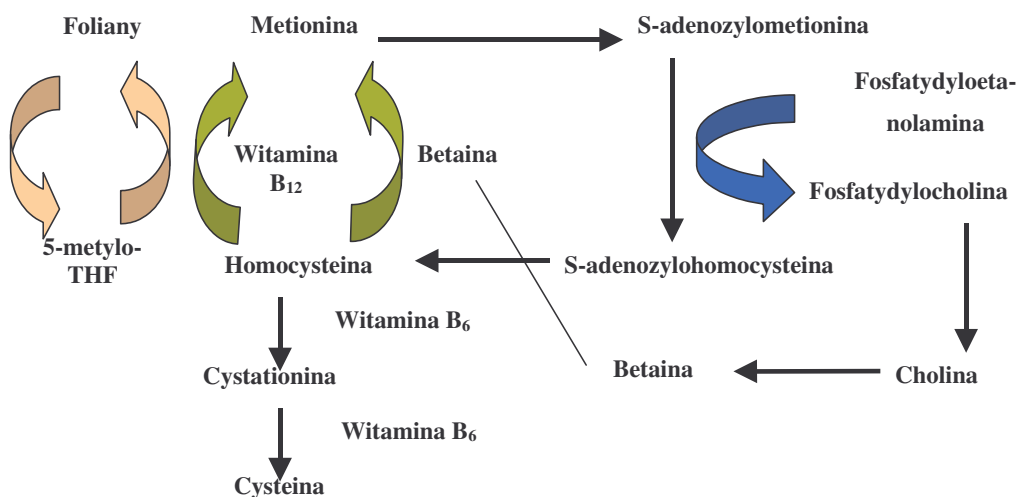 Foliany
Metionina
S-adenozylometionina
Fosfatydyloeta-
nolamina
Witamina
B₁₂
Betaina
Fosfatydylocholina
5-metylo-
THF
Homocysteina
S-adenozylohomocysteina
Witamina B₆
Cystationina
Betaina
Cholina
Witamina B₆
Cysteina